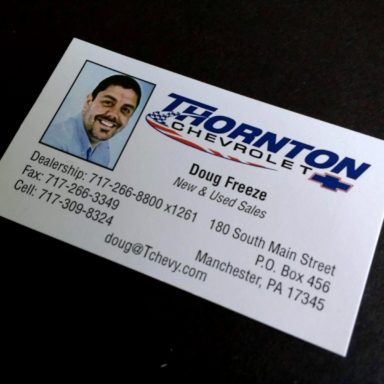 THORNTON
CHEVROLET
Doug Freeze
New & Used Sales
Dealership: 717-266-8800 x1261
Fax: 717-266-3349
Cell: 717-309-8324
doug@Tchevy.com
180 South Main Street
P.O. Box 456
Manchester, PA 17345